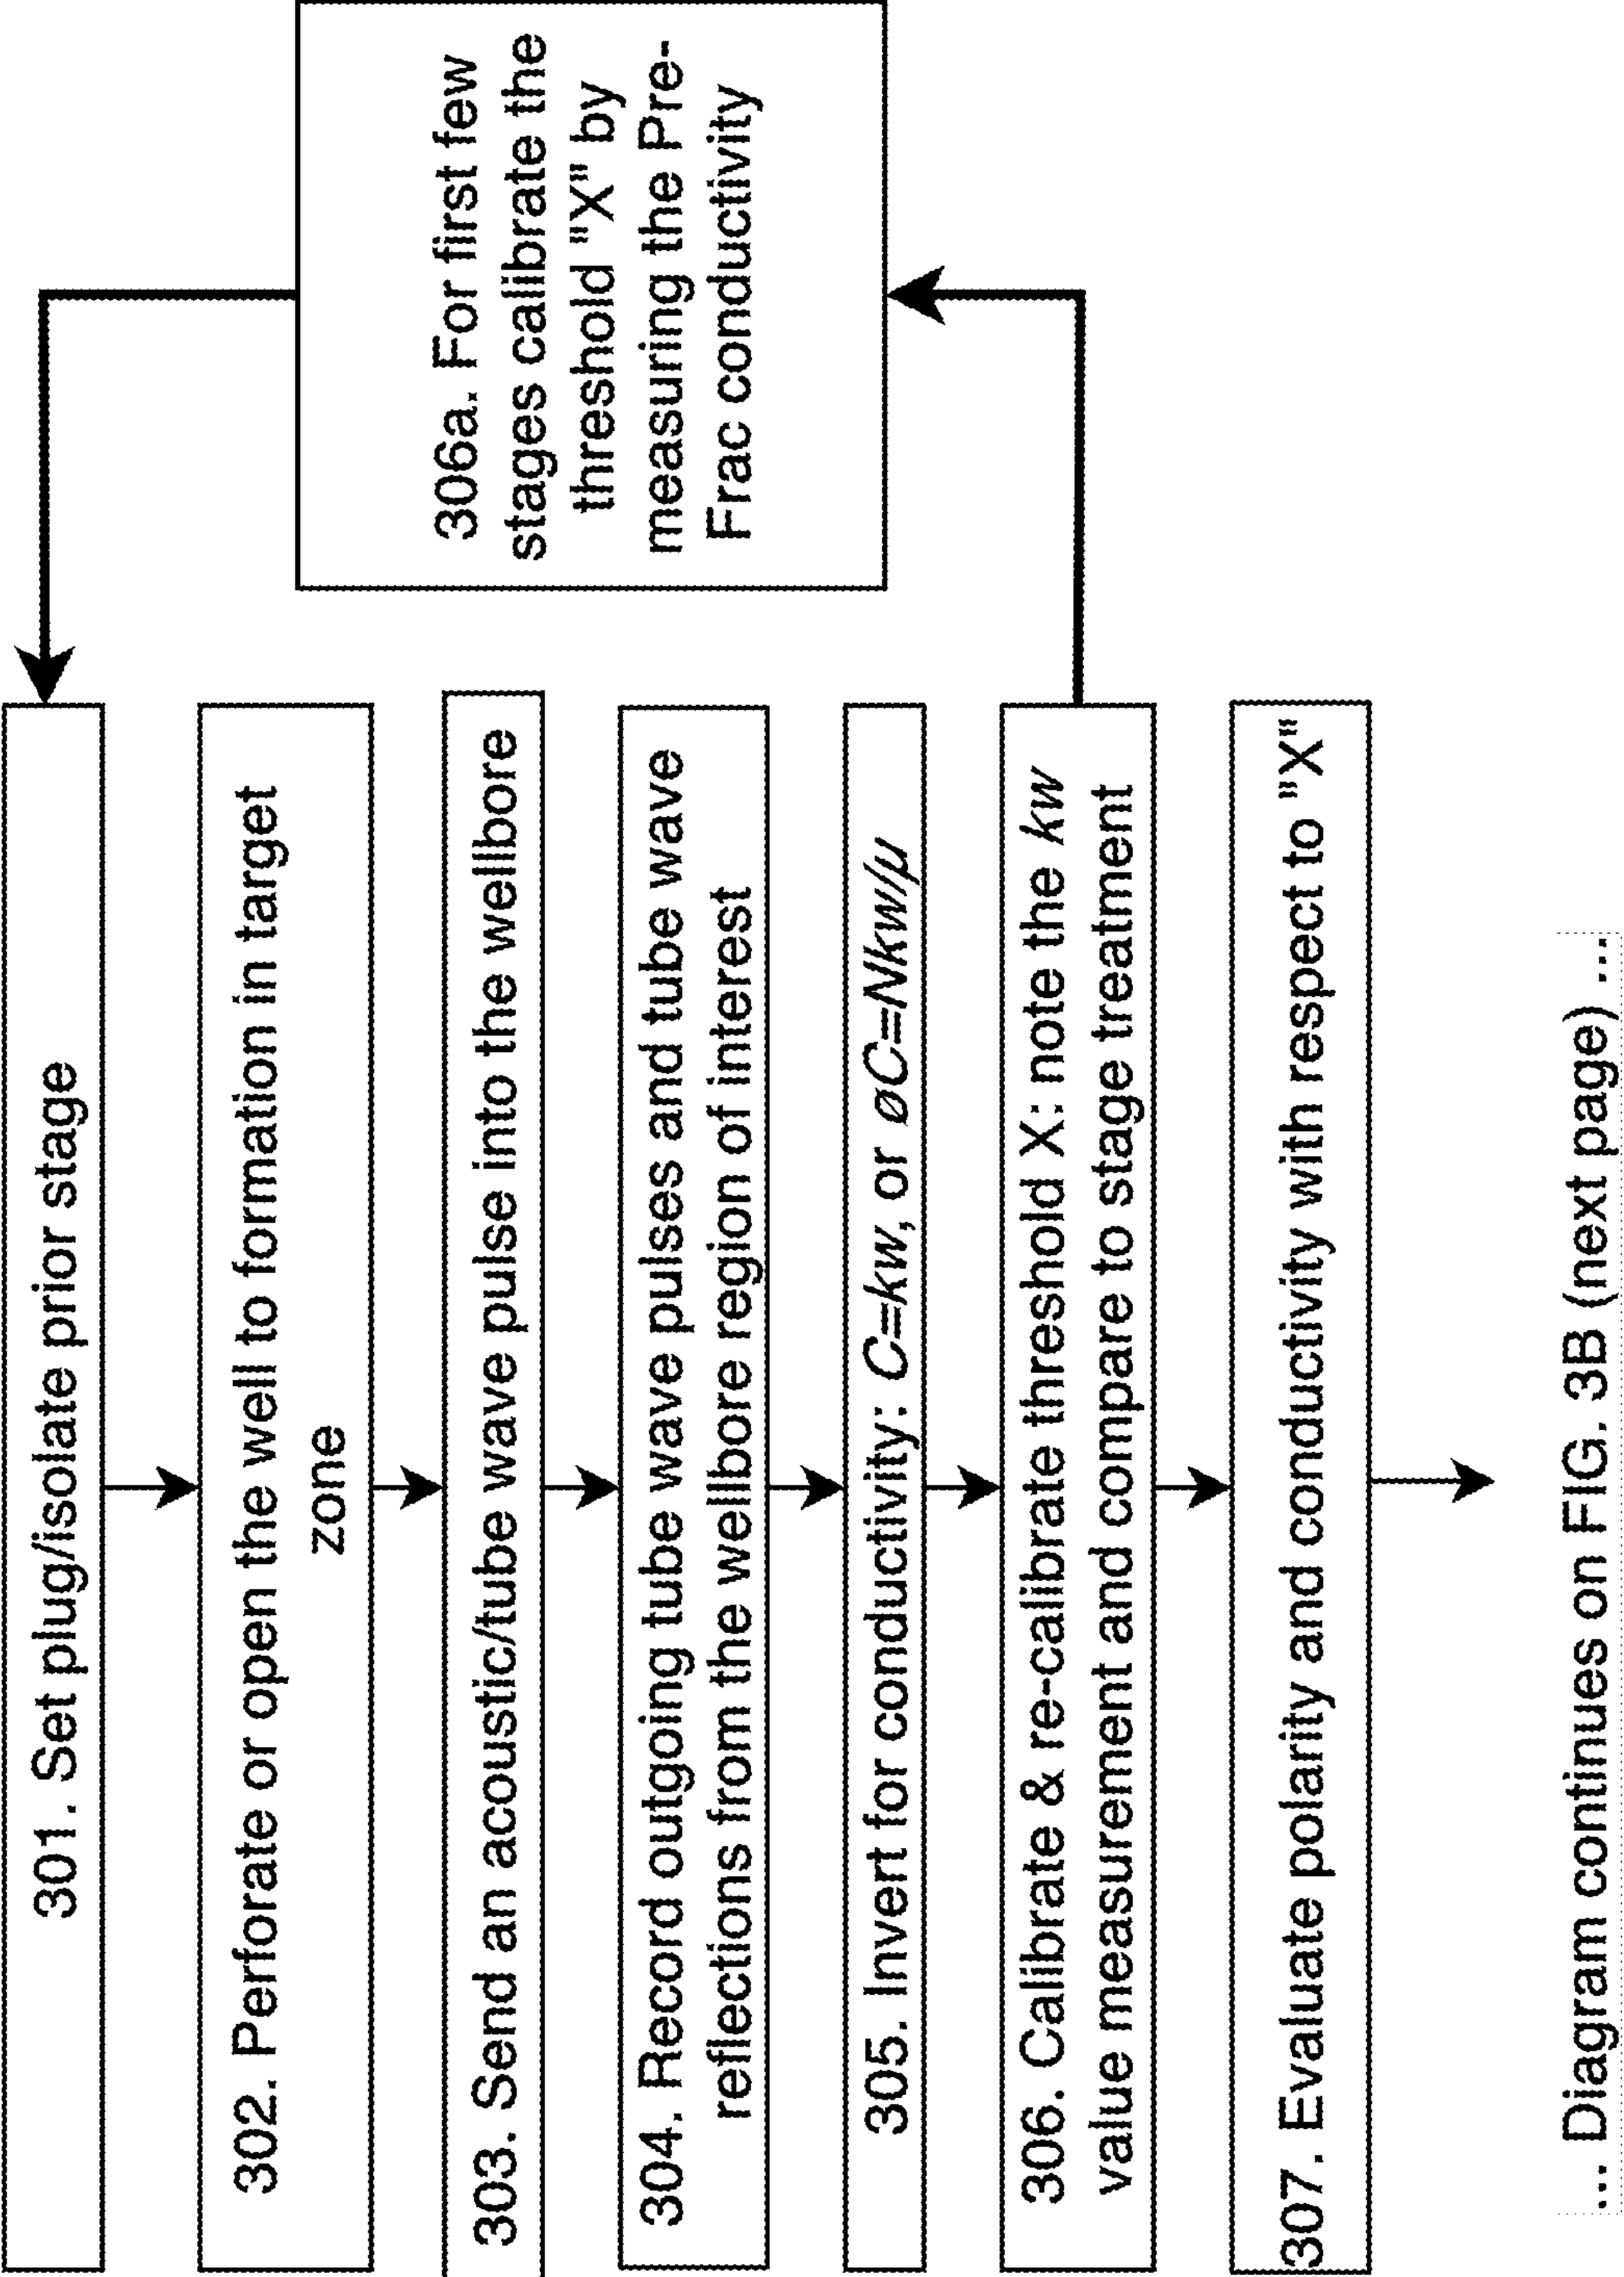 301. Set plug/isolate prior stage
302. Perforate or open the well to formation in target
zone
303. Send an acoustic/tube wave pulse into the wellbore
304. Record outgoing tube wave pulses and tube wave
reflections from the wellbore region of interest
305. Invert for conductivity: C=kw, or øC=Nkw/μ
306. Calibrate & re-calibrate threshold X: note the kw
value measurement and compare to stage treatment
306a. For first few
stages calibrate the
threshold "X" by
measuring the Pre-
Frac conductivity
307. Evaluate polarity and conductivity with respect to "X"
... Diagram continues on FIG. 3B (next page) ...